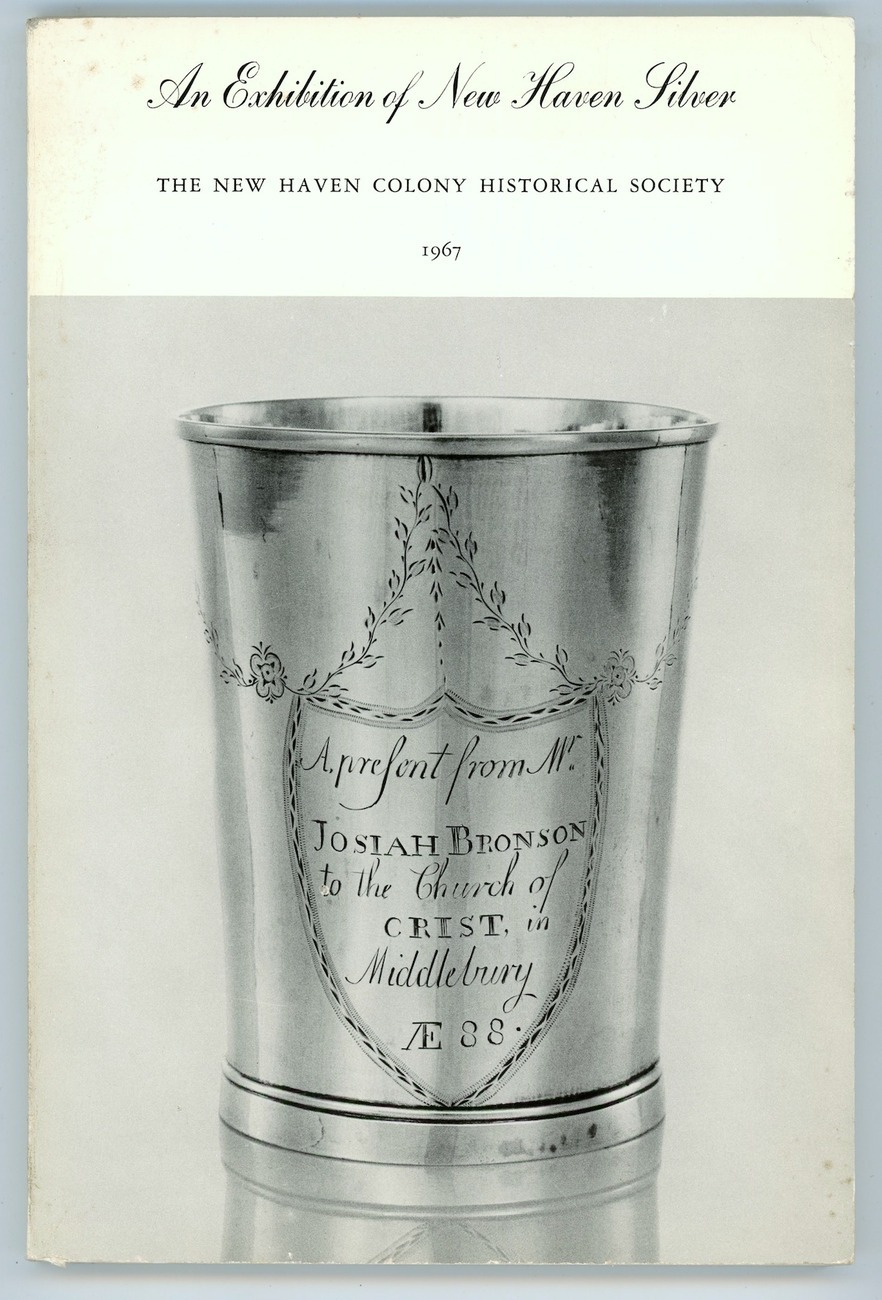 An Exhibition of New Haven Silver
THE NEW HAVEN COLONY HISTORICAL SOCIETY
1967
A, preſent from Mr.
JOSIAH BRONSON
to the Church of
CRIST, in
Middlebury
Æ 88.